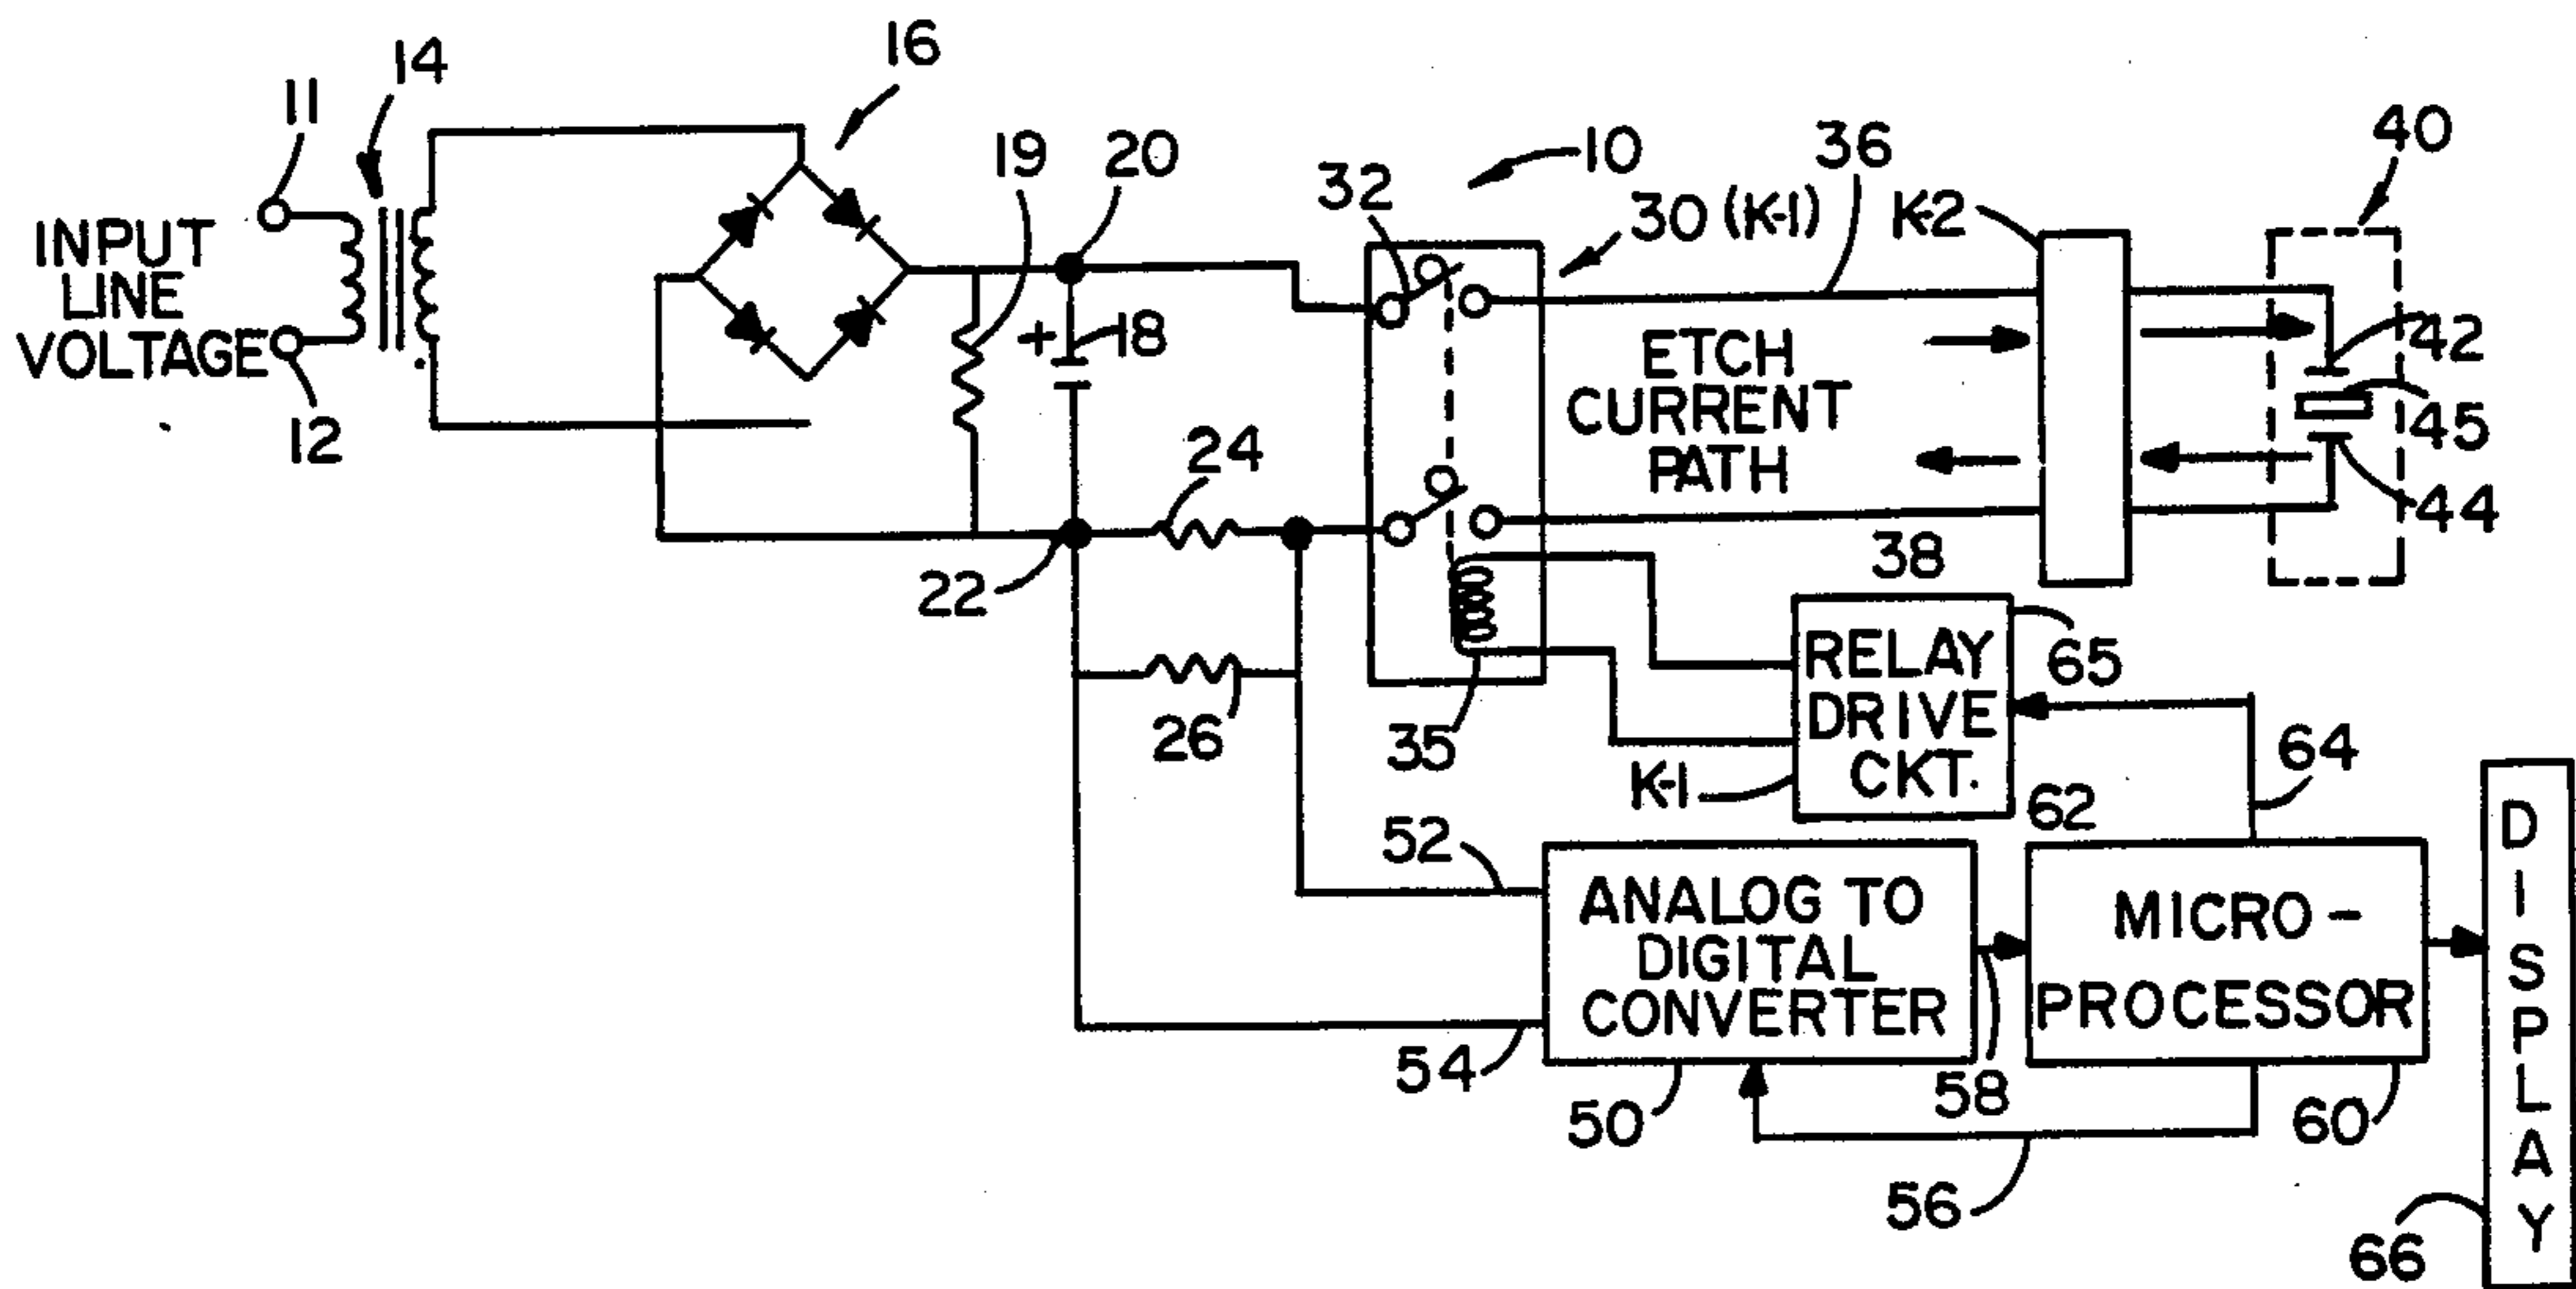 16
14
11
INPUT
LINE
VOLTAGE
12
19
20
+
18
24
22
26
10
32
30 (K-1)
36
K-2
40
ETCH
CURRENT
PATH
42
45
44
38
35
RELAY
DRIVE
CKT.
65
K-1
62
64
52
54
ANALOG TO
DIGITAL
CONVERTER
50
58
MICRO-
PROCESSOR
60
56
DISPLAY
66